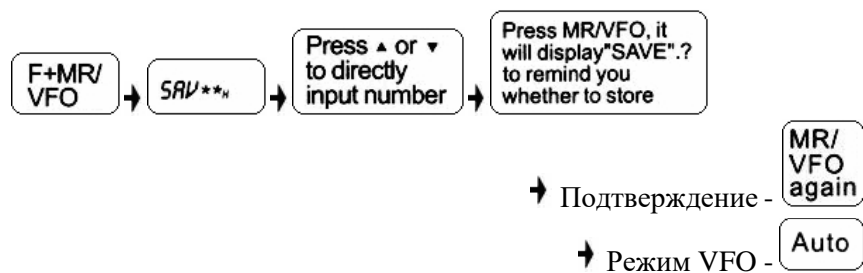 F+MR/
VFO
SAV**н
Press ▲ or ▼
to directly
input number
Press MR/VFO, it
will display"SAVE".?
to remind you
whether to store
Подтверждение -
MR/
VFO
again
Режим VFO -
Auto